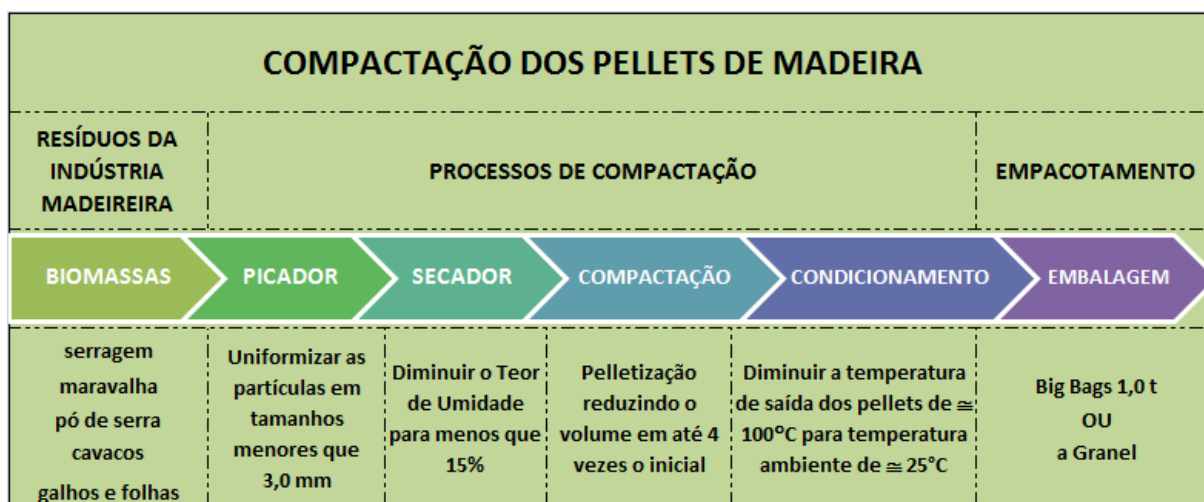 COMPACTAÇÃO DOS PELLETS DE MADEIRA
RESÍDUOS DA
INDÚSTRIA
MADEIREIRA
PROCESSOS DE COMPACTAÇÃO
EMPACOTAMENTO
BIOMASSAS
PICADOR
SECADOR
COMPACTAÇÃO
CONDICIONAMENTO
EMBALAGEM
serragem
maravalha
pó de serra
cavacos
galhos e folhas
Uniformizar as
partículas em
tamanhos
menores que
3,0 mm
Diminuir o Teor
de Umidade
para menos que
15%
Pelletização
reduzindo o
volume em até 4
vezes o inicial
Diminuir a temperatura
de saída dos pellets de ≅
100°C para temperatura
ambiente de ≅ 25°C
Big Bags 1,0 t
OU
a Granel